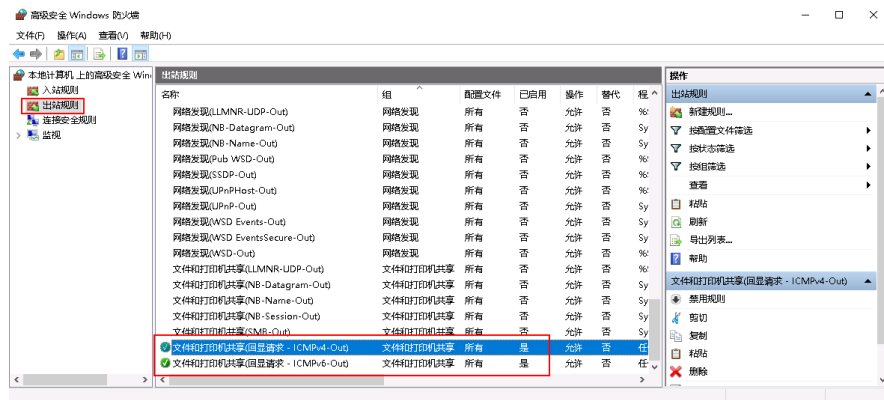 高级安全 Windows 防火墙
文件(F) 操作(A) 查看(V) 帮助(H)
本地计算机 上的高级安全 Win
入站规则
出站规则
连接安全规则
监视
出站规则
名称 组 配置文件 已启用 操作 替代 程
网络发现(LLMNR-UDP-Out) 网络发现 所有 否 允许 否 %
网络发现(NB-Datagram-Out) 网络发现 所有 否 允许 否 Sy
网络发现(NB-Name-Out) 网络发现 所有 否 允许 否 Sy
网络发现(Pub WSD-Out) 网络发现 所有 否 允许 否 %
网络发现(SSDP-Out) 网络发现 所有 否 允许 否 %
网络发现(UPnPHost-Out) 网络发现 所有 否 允许 否 Sy
网络发现(UPnP-Out) 网络发现 所有 否 允许 否 %
网络发现(WSD Events-Out) 网络发现 所有 否 允许 否 Sy
网络发现(WSD EventsSecure-Out) 网络发现 所有 否 允许 否 Sy
网络发现(WSD-Out) 网络发现 所有 否 允许 否 %
文件和打印机共享(LLMNR-UDP-Out) 文件和打印机共享 所有 否 允许 否 %
文件和打印机共享(NB-Datagram-Out) 文件和打印机共享 所有 否 允许 否 Sy
文件和打印机共享(NB-Name-Out) 文件和打印机共享 所有 否 允许 否 Sy
文件和打印机共享(NB-Session-Out) 文件和打印机共享 所有 否 允许 否 Sy
文件和打印机共享(SMB-Out) 文件和打印机共享 所有 否 允许 否 Sy
文件和打印机共享(回显请求 - ICMPv4-Out) 文件和打印机共享 所有 是 允许 否 任
文件和打印机共享(回显请求 - ICMPv6-Out) 文件和打印机共享 所有 是 允许 否 任
操作
出站规则
新建规则...
按配置文件筛选
按状态筛选
按组筛选
查看
粘贴
刷新
导出列表...
帮助
文件和打印机共享(回显请求 - ICMPv4-Out)
禁用规则
剪切
复制
粘贴
删除